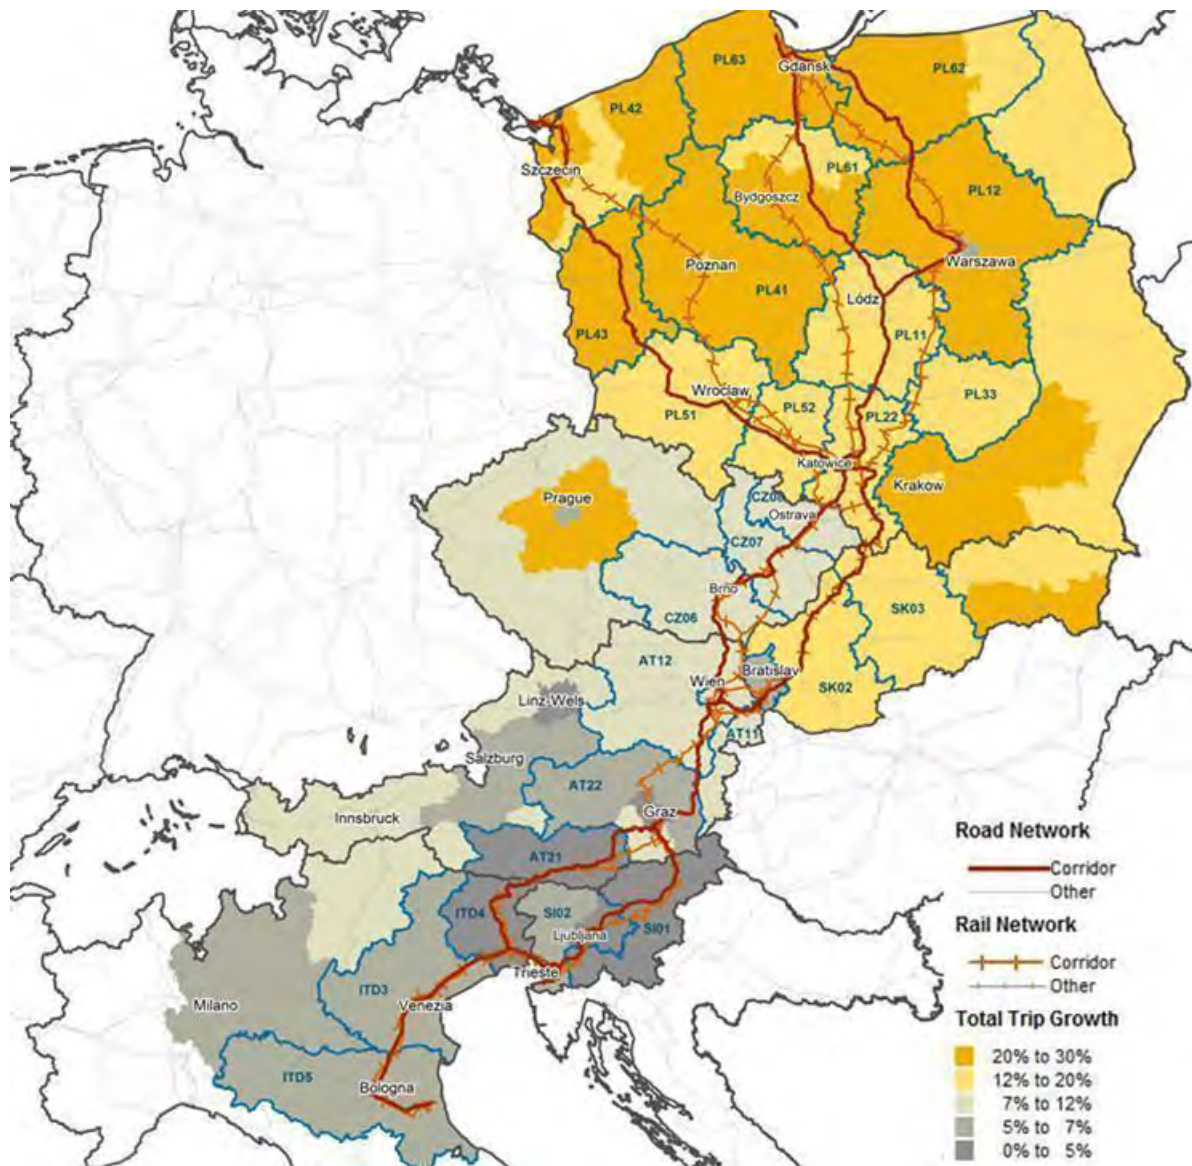 PL63
Gdańsk
PL62
PL42
Szczecin
PL61
Bydgoszcz
PL12
Warszawa
Poznan
PL41
Lódz
PL43
PL11
Wroclaw
PL51
PL52
PL22
PL33
Katowice
Krakow
Prague
CZ08
Ostrava
CZ07
Brno
CZ06
SK03
AT12
Bratislav
Wien
SK02
Linz-Wels
AT11
Salzburg
AT22
Innsbruck
Graz
AT21
ITD4
SI02
Ljubljana
SI01
Trieste
ITD3
Venezia
Milano
ITD5
Bologna
Road Network
Corridor
Other
Rail Network
Corridor
Other
Total Trip Growth
20% to 30%
12% to 20%
7% to 12%
5% to 7%
0% to 5%